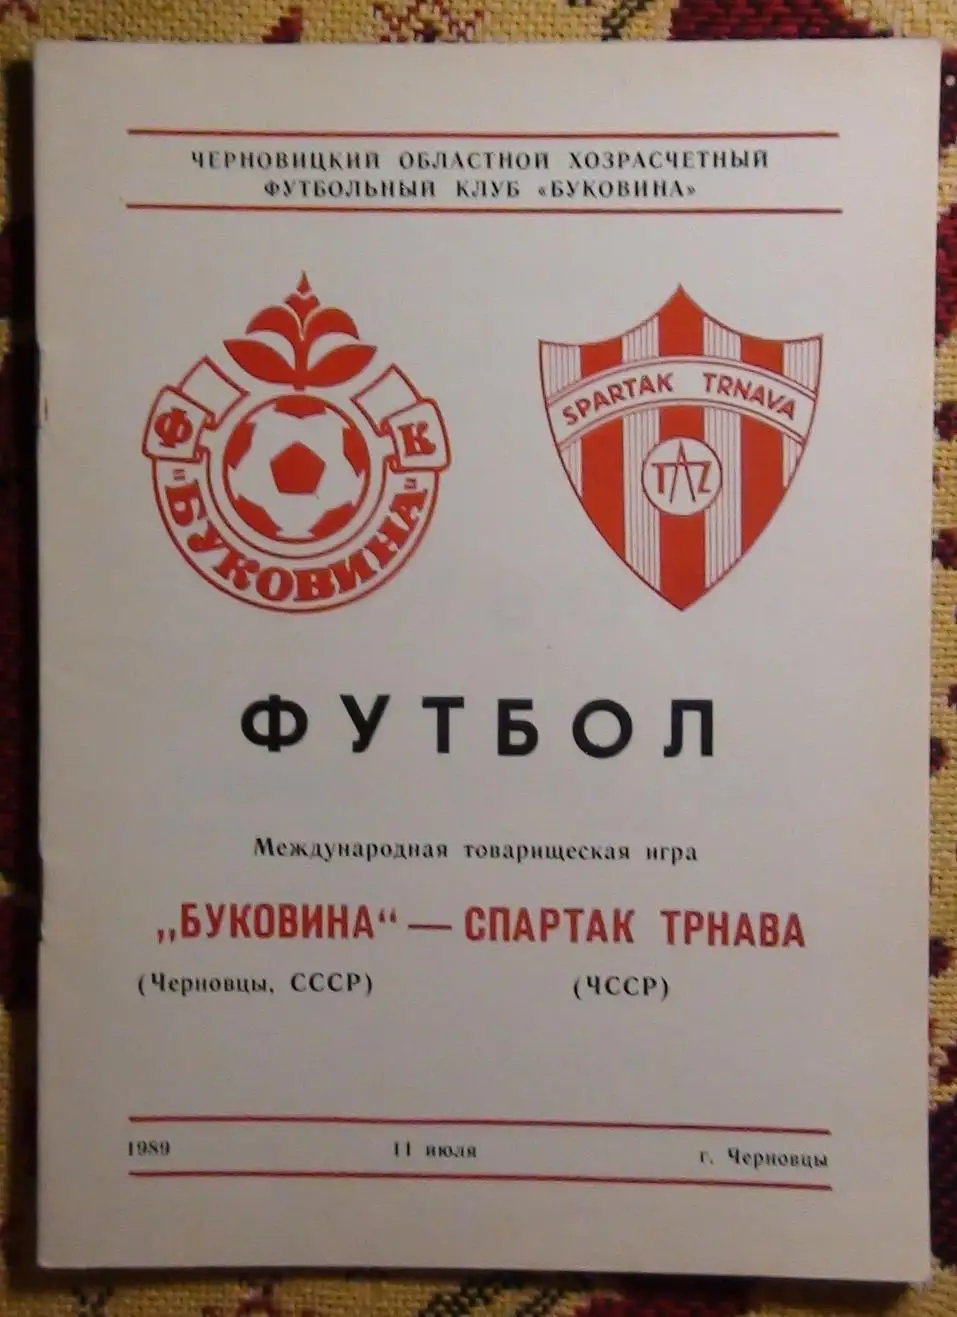 ЧЕРНОВИЦКИЙ ОБЛАСТНОЙ ХОЗРАСЧЕТНЫЙ
ФУТБОЛЬНЫЙ КЛУБ «БУКОВИНА»
Ф К
"БУКОВИНА"
SPARTAK TRNAVA
TAZ
ФУТБОЛ
Международная товарищеская игра
„БУКОВИНА“ — СПАРТАК ТРНАВА
(Черновцы, СССР) (ЧССР)
1989 11 июля г. Черновцы